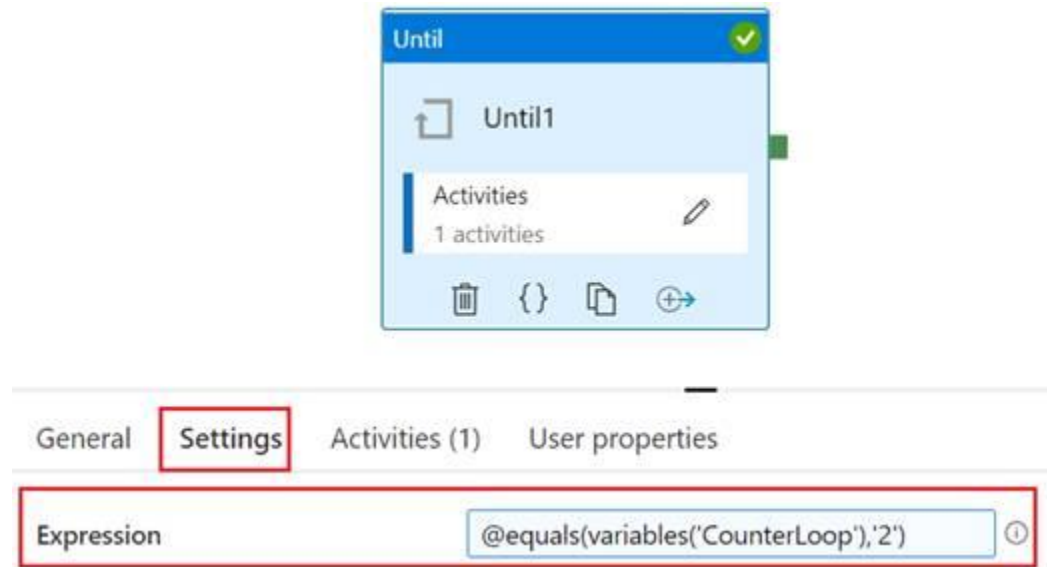 Until
Until1
Activities
1 activities
{}
General Settings Activities (1) User properties
Expression @equals(variables('CounterLoop'),'2')